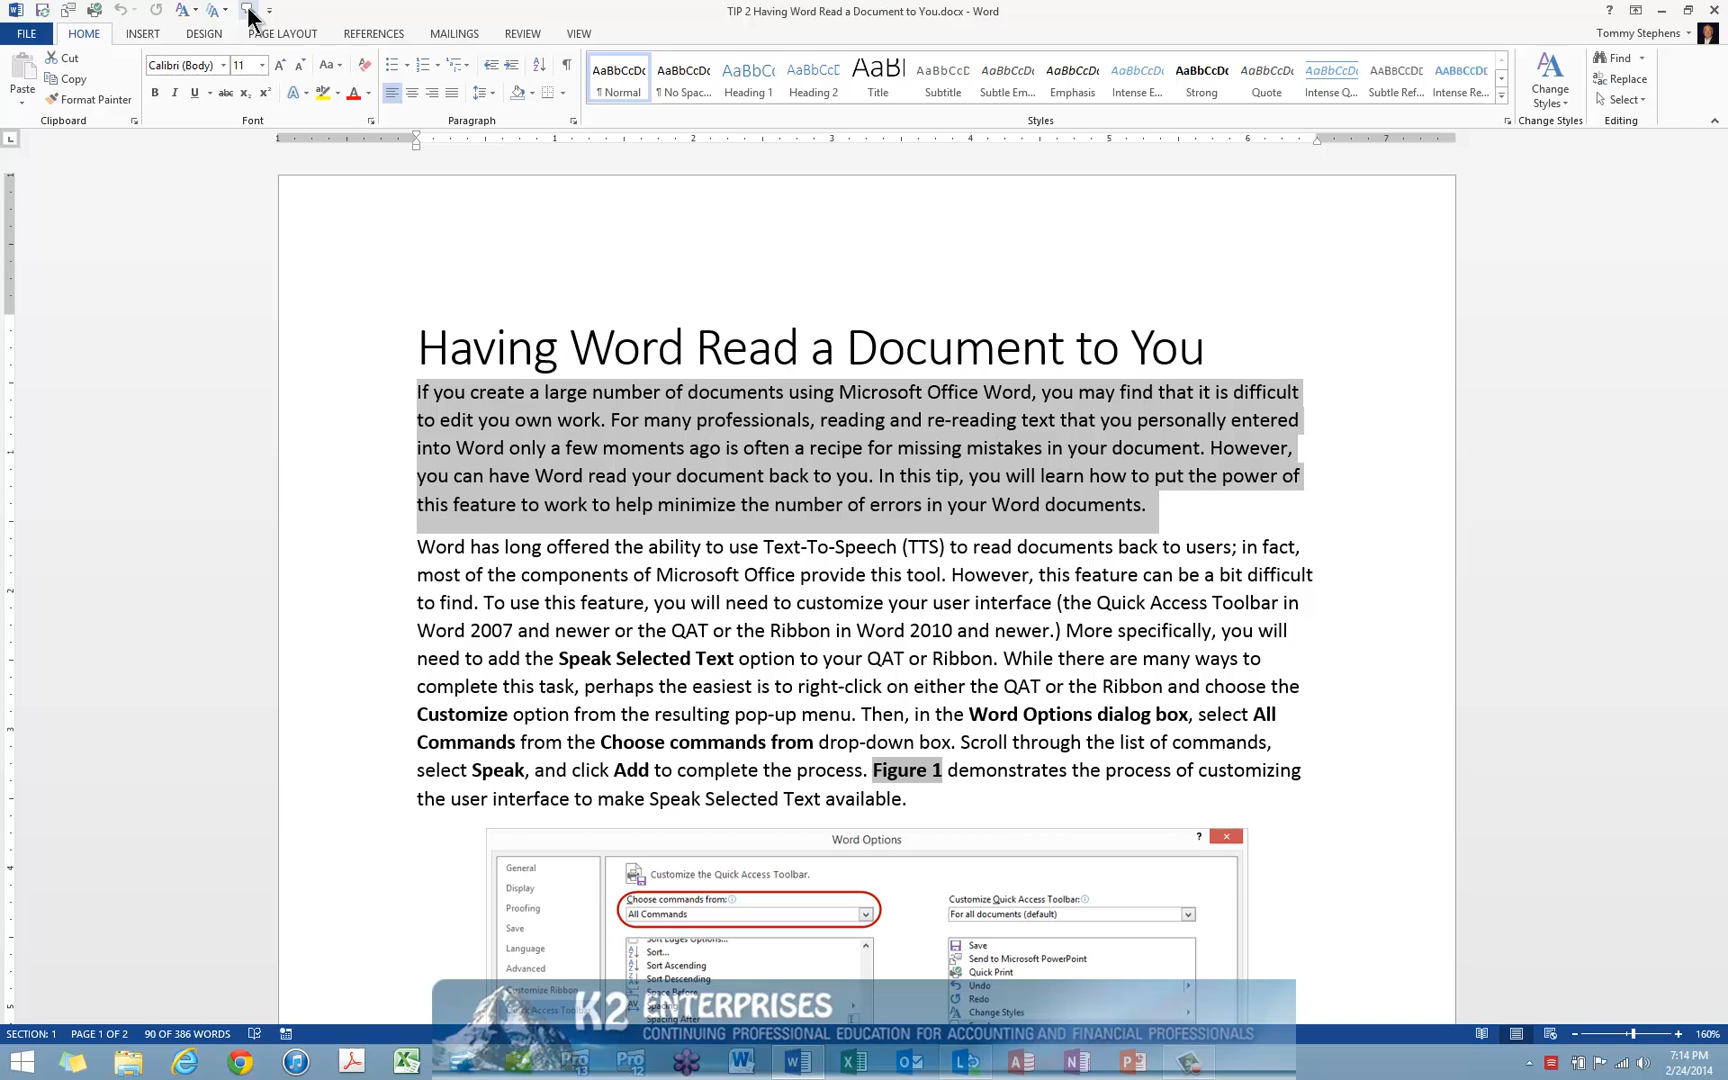 TIP 2 Having Word Read a Document to You.docx - Word
FILE HOME INSERT DESIGN PAGE LAYOUT REFERENCES MAILINGS REVIEW VIEW
Tommy Stephens
Cut
Copy
Paste
Format Painter
Clipboard
Calibri (Body) 11
Font
Paragraph
AaBbCcDc AaBbCcDc AaBbCc AaBbCcD AaBl AaBbCcD AaBbCcDc AaBbCcDc AaBbCcDc AaBbCcDc AaBbCcDc AaBbCcDc AaBbCcDc AaBbCcDc
¶ Normal ¶ No Spac... Heading 1 Heading 2 Title Subtitle Subtle Em... Emphasis Intense E... Strong Quote Intense Q... Subtle Ref... Intense Re...
Styles
Change Styles
Change Styles
Find
Replace
Select
Editing
1 1 2 3 4 5 6 7
Having Word Read a Document to You
If you create a large number of documents using Microsoft Office Word, you may find that it is difficult
to edit you own work. For many professionals, reading and re-reading text that you personally entered
into Word only a few moments ago is often a recipe for missing mistakes in your document. However,
you can have Word read your document back to you. In this tip, you will learn how to put the power of
this feature to work to help minimize the number of errors in your Word documents.
Word has long offered the ability to use Text-To-Speech (TTS) to read documents back to users; in fact,
most of the components of Microsoft Office provide this tool. However, this feature can be a bit difficult
to find. To use this feature, you will need to customize your user interface (the Quick Access Toolbar in
Word 2007 and newer or the QAT or the Ribbon in Word 2010 and newer.) More specifically, you will
need to add the Speak Selected Text option to your QAT or Ribbon. While there are many ways to
complete this task, perhaps the easiest is to right-click on either the QAT or the Ribbon and choose the
Customize option from the resulting pop-up menu. Then, in the Word Options dialog box, select All
Commands from the Choose commands from drop-down box. Scroll through the list of commands,
select Speak, and click Add to complete the process. Figure 1 demonstrates the process of customizing
the user interface to make Speak Selected Text available.
Word Options
General
Display
Proofing
Save
Language
Advanced
Customize Ribbon
Customize the Quick Access Toolbar.
Choose commands from:
All Commands
Sort Edges Options...
Sort...
Sort Ascending
Sort Descending
Space Before
Spacing
Spacing After
Customize Quick Access Toolbar:
For all documents (default)
Save
Send to Microsoft PowerPoint
Quick Print
Undo
Redo
Change Styles
K2 ENTERPRISES
CONTINUING PROFESSIONAL EDUCATION FOR ACCOUNTING AND FINANCIAL PROFESSIONALS
SECTION: 1 PAGE 1 OF 2 90 OF 386 WORDS
160%
7:14 PM
2/24/2014